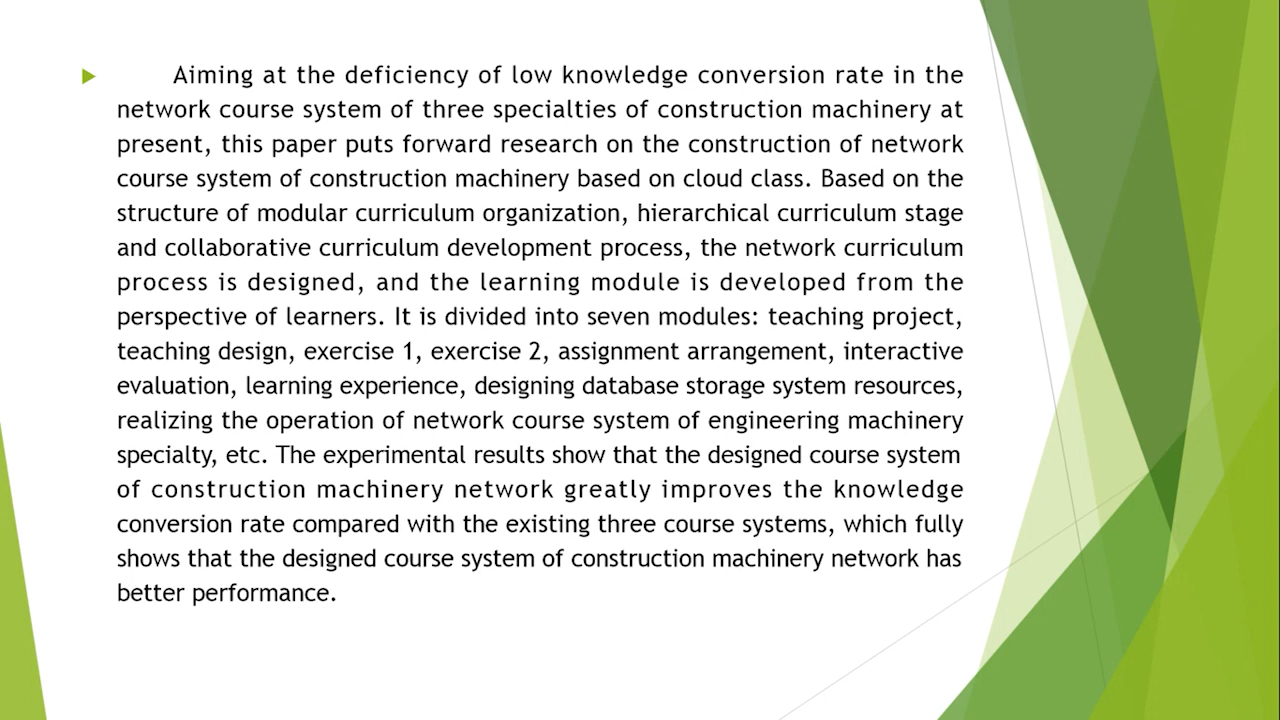 Aiming at the deficiency of low knowledge conversion rate in the
network course system of three specialties of construction machinery at
present, this paper puts forward research on the construction of network
course system of construction machinery based on cloud class. Based on the
structure of modular curriculum organization, hierarchical curriculum stage
and collaborative curriculum development process, the network curriculum
process is designed, and the learning module is developed from the
perspective of learners. It is divided into seven modules: teaching project,
teaching design, exercise 1, exercise 2, assignment arrangement, interactive
evaluation, learning experience, designing database storage system resources,
realizing the operation of network course system of engineering machinery
specialty, etc. The experimental results show that the designed course system
of construction machinery network greatly improves the knowledge
conversion rate compared with the existing three course systems, which fully
shows that the designed course system of construction machinery network has
better performance.